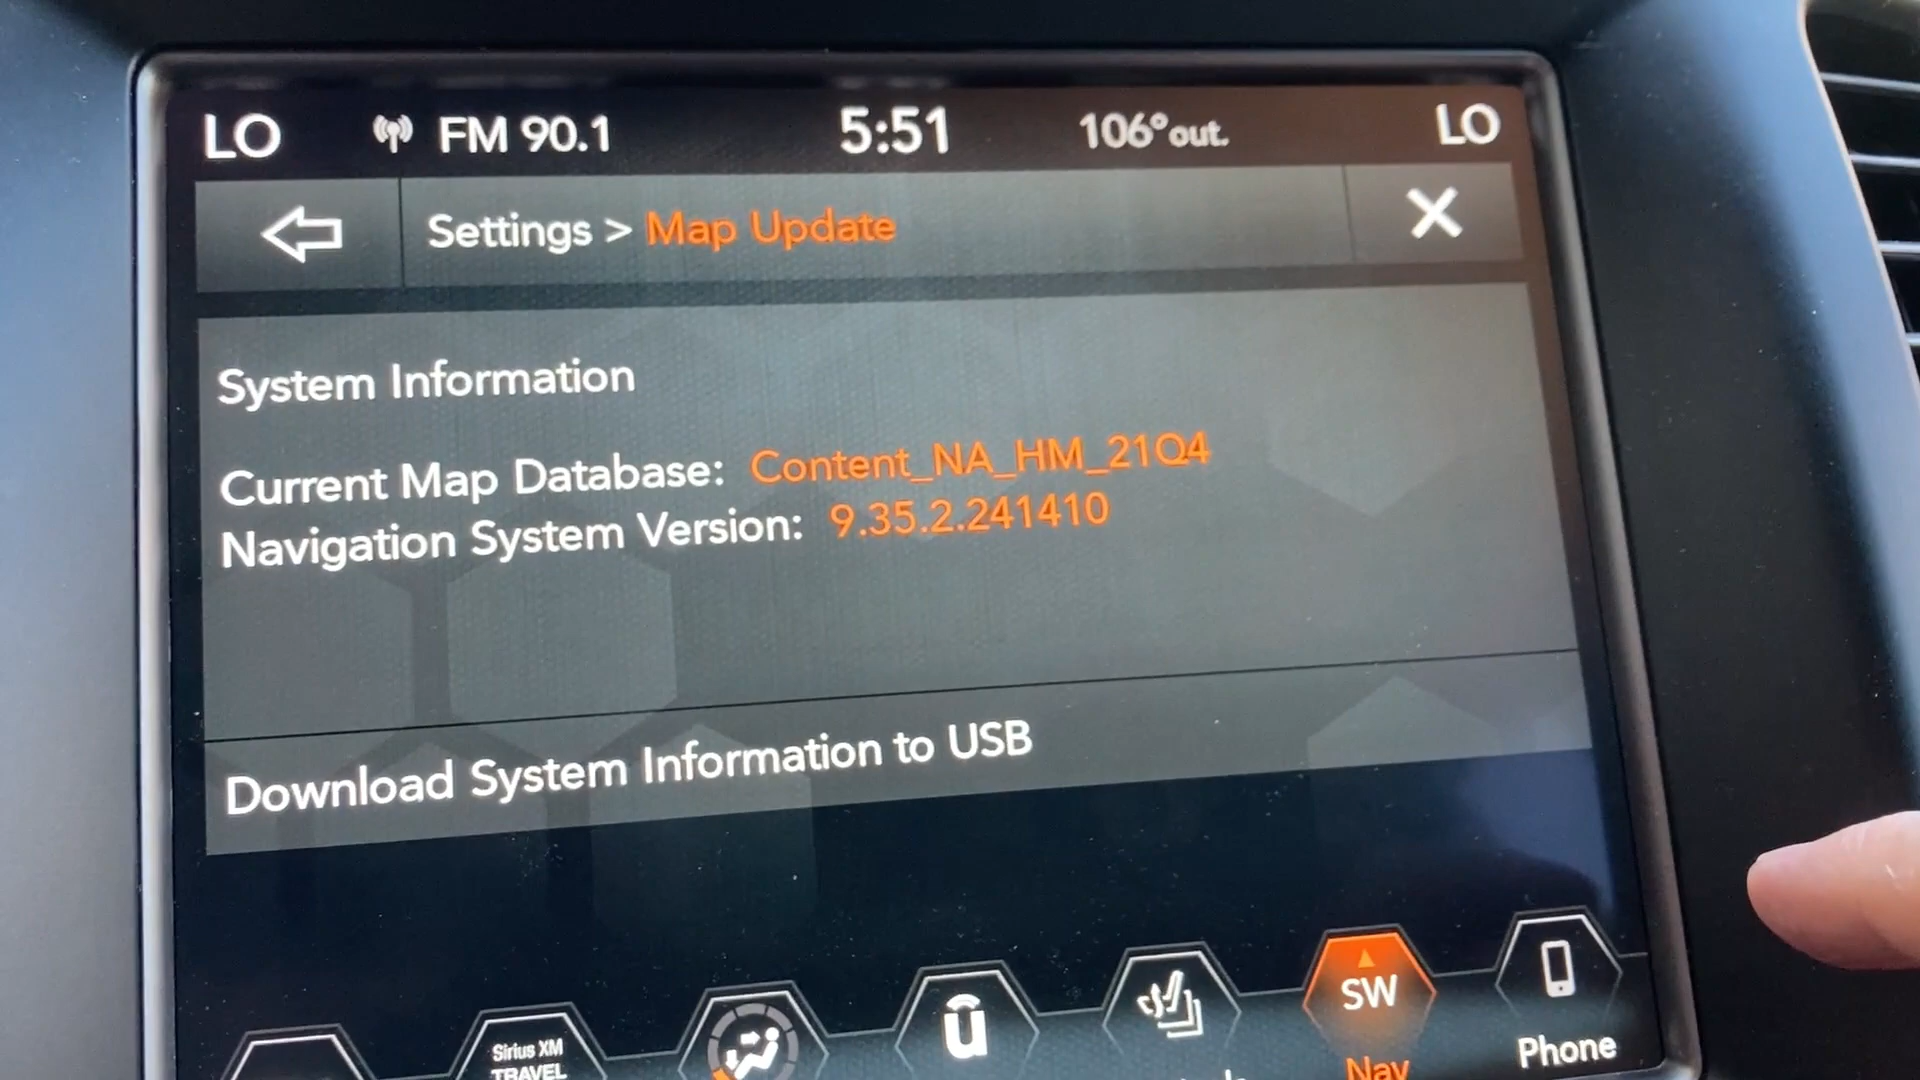 LO FM 90.1 5:51 106° out. LO
Settings > Map Update
System Information
Current Map Database: Content_NA_HM_21Q4
Navigation System Version: 9.35.2.241410
Download System Information to USB
Sirius XM
TRAVEL
SW
Nav
Phone